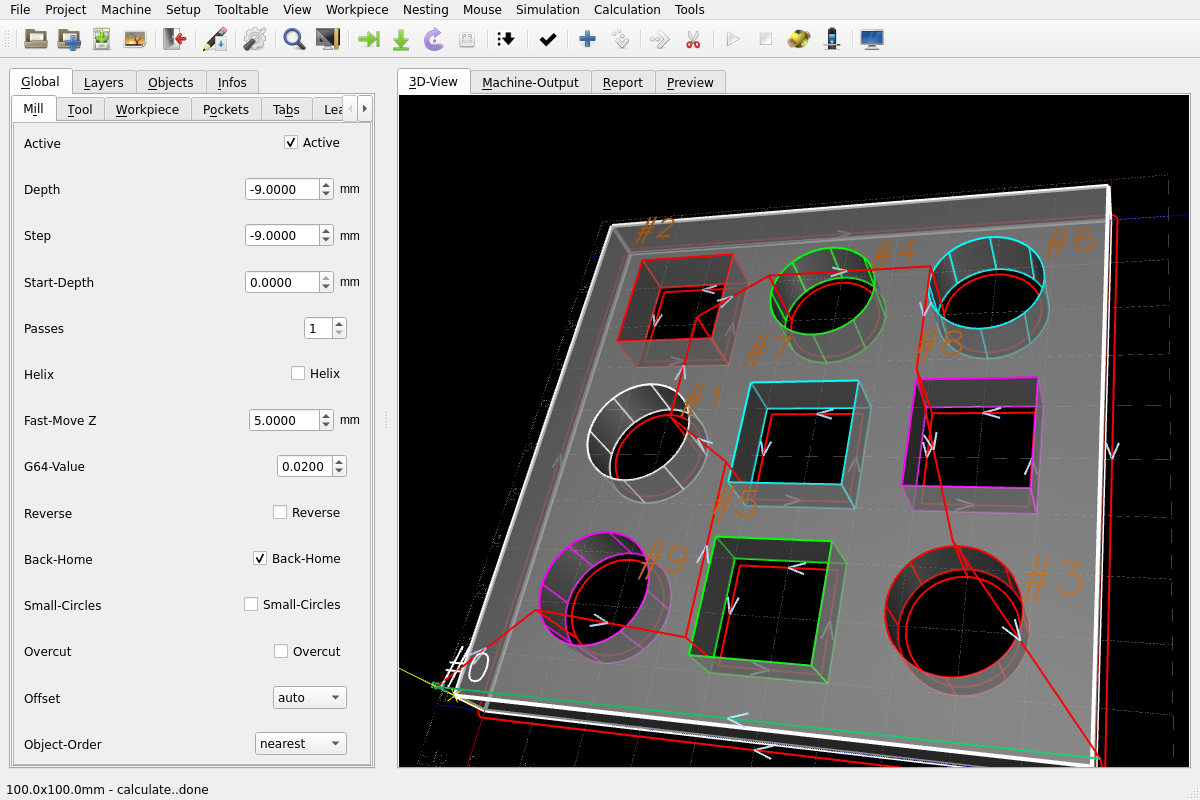 File Project Machine Setup Tooltable View Workpiece Nesting Mouse Simulation Calculation Tools
Global Layers Objects Infos
3D-View Machine-Output Report Preview
Mill Tool Workpiece Pockets Tabs Lea
Active Active
Depth -9.0000 mm
Step -9.0000 mm
Start-Depth 0.0000 mm
Passes 1
Helix Helix
Fast-Move Z 5.0000 mm
G64-Value 0.0200
Reverse Reverse
Back-Home Back-Home
Small-Circles Small-Circles
Overcut Overcut
Offset auto
Object-Order nearest
#2 #4 #6
#7 #8
#1
#5
#9 #3
#0
100.0x100.0mm - calculate..done